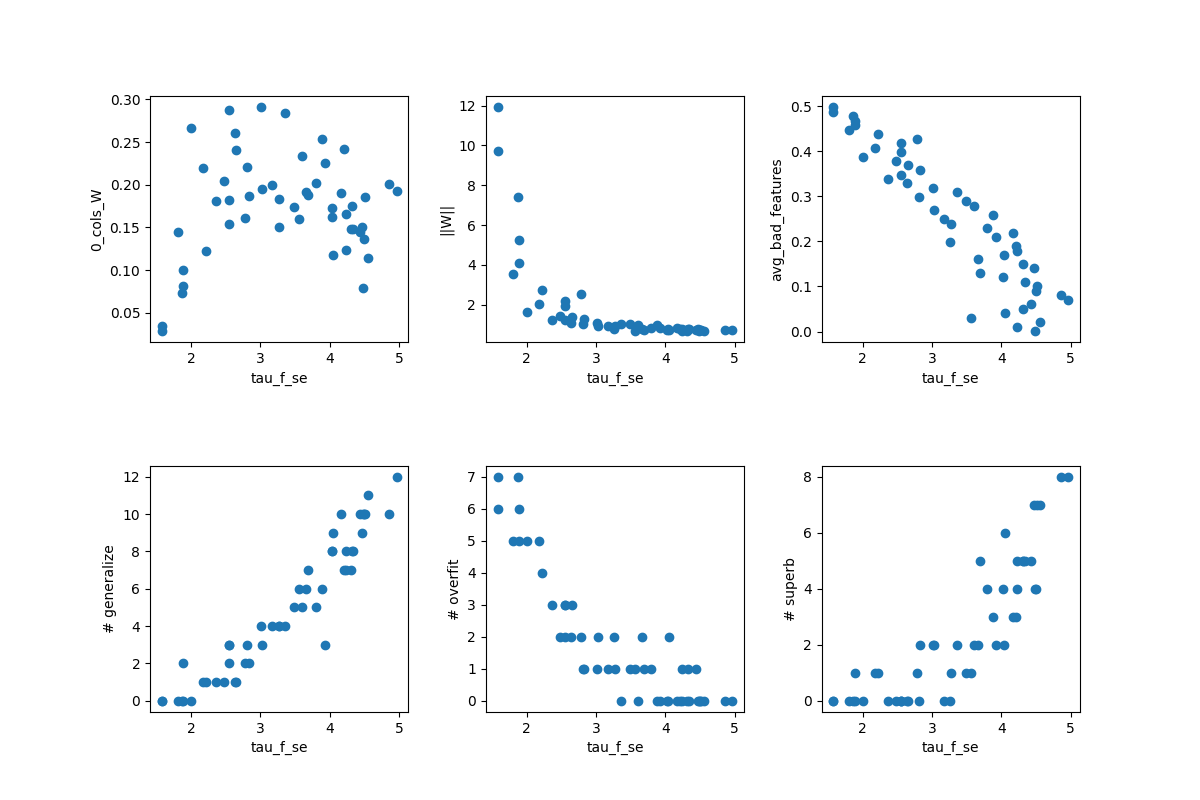 0.30
0.25
0.20
0.15
0.10
0.05
0_cols_W
2 3 4 5
tau_f_se
12
10
8
6
4
2
||W||
2 3 4 5
tau_f_se
0.5
0.4
0.3
0.2
0.1
0.0
avg_bad_features
2 3 4 5
tau_f_se
12
10
8
6
4
2
0
# generalize
2 3 4 5
tau_f_se
7
6
5
4
3
2
1
0
# overfit
2 3 4 5
tau_f_se
8
6
4
2
0
# superb
2 3 4 5
tau_f_se